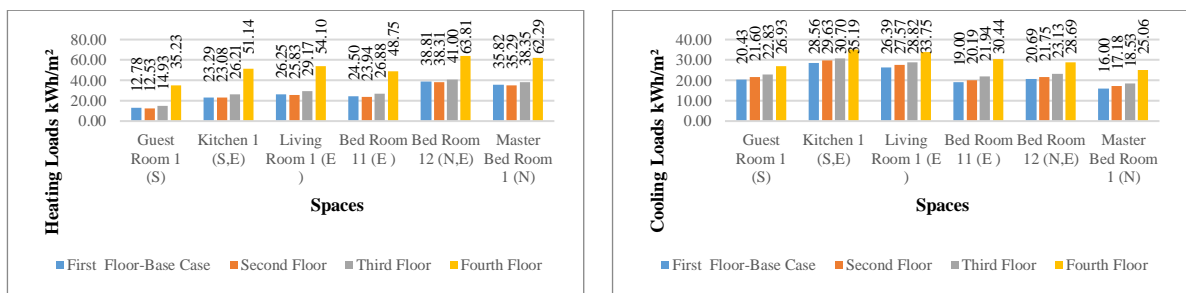 Heating Loads kWh/m²
80.00
60.00
40.00
20.00
0.00
12.78 12.53 14.93 35.23
23.29 23.08 26.21 51.14
26.25 25.83 29.17 54.10
24.50 23.94 26.88 48.75
38.81 38.31 41.00 63.81
35.82 35.29 38.35 62.29
Guest Kitchen 1 Living Bed Room Bed Room Master
Room 1 (S,E) Room 1 (E 11 (E ) 12 (N,E) Bed Room
(S) ) 1 (N)
Spaces
First Floor-Base Case Second Floor Third Floor Fourth Floor
Cooling Loads kWh/m²
40.00
30.00
20.00
10.00
0.00
20.43 21.60 22.83 26.93
28.56 29.63 30.70 35.19
26.39 27.57 28.82 33.75
19.00 20.19 21.94 30.44
20.69 21.75 23.13 28.69
16.00 17.18 18.53 25.06
Guest Kitchen 1 Living Bed Room Bed Room Master
Room 1 (S,E) Room 1 (E 11 (E ) 12 (N,E) Bed Room
(S) ) 1 (N)
Spaces
First Floor-Base Case Second Floor Third Floor Fourth Floor